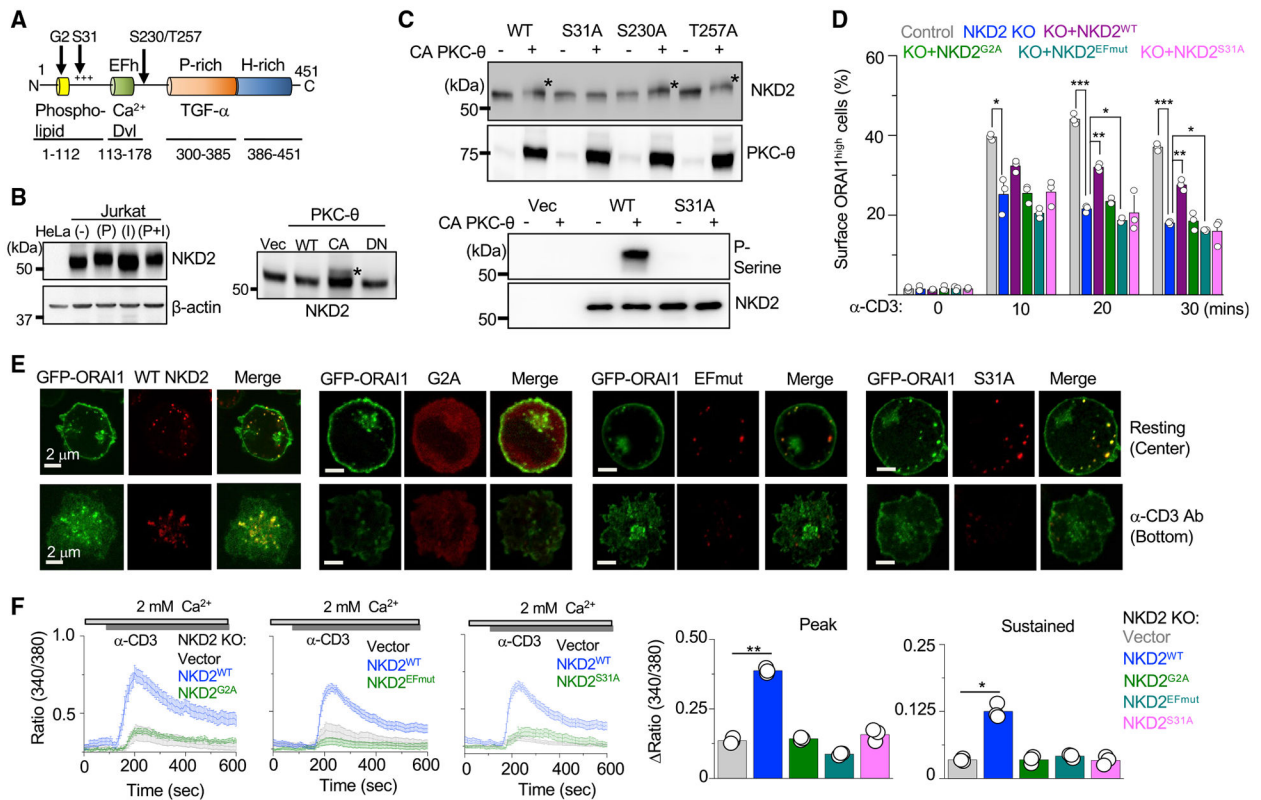 A
G2 S31 S230/T257
1 EFh P-rich H-rich 451
N +++ C
Phospho- Ca²⁺ TGF-α
lipid Dvl
1-112 113-178 300-385 386-451
B
Jurkat
HeLa (-) (P) (I) (P+I)
(kDa)
50
NKD2
37
β-actin
PKC-θ
Vec WT CA DN
*
50
NKD2
C
WT S31A S230A T257A
CA PKC-θ - + - + - + - +
(kDa)
* * *
50
NKD2
75
PKC-θ
Vec WT S31A
CA PKC-θ - + - + - +
(kDa)
50
P-
Serine
50
NKD2
D
Control NKD2 KO KO+NKD2ᵂᵀ
KO+NKD2ᴳ²ᴬ KO+NKD2ᴱᶠᵐᵘᵗ KO+NKD2ˢ³¹ᴬ
Surface ORAI1ʰⁱᵍʰ cells (%)
60
40
20
*
***
**
*
***
**
*
α-CD3: 0 10 20 30 (mins)
E
GFP-ORAI1 WT NKD2 Merge
GFP-ORAI1 G2A Merge
GFP-ORAI1 EFmut Merge
GFP-ORAI1 S31A Merge
2 μm
Resting
(Center)
2 μm
α-CD3 Ab
(Bottom)
F
2 mM Ca²⁺
α-CD3
NKD2 KO:
Vector
NKD2ᵂᵀ
NKD2ᴳ²ᴬ
Ratio (340/380)
1.0
0.5
0 200 400 600
Time (sec)
2 mM Ca²⁺
α-CD3
Vector
NKD2ᵂᵀ
NKD2ᴱᶠᵐᵘᵗ
0 200 400 600
Time (sec)
2 mM Ca²⁺
α-CD3
Vector
NKD2ᵂᵀ
NKD2ˢ³¹ᴬ
0 200 400 600
Time (sec)
Peak
ΔRatio (340/380)
0.50
0.25
0
**
Sustained
0.25
0.125
0
*
NKD2 KO:
Vector
NKD2ᵂᵀ
NKD2ᴳ²ᴬ
NKD2ᴱᶠᵐᵘᵗ
NKD2ˢ³¹ᴬ